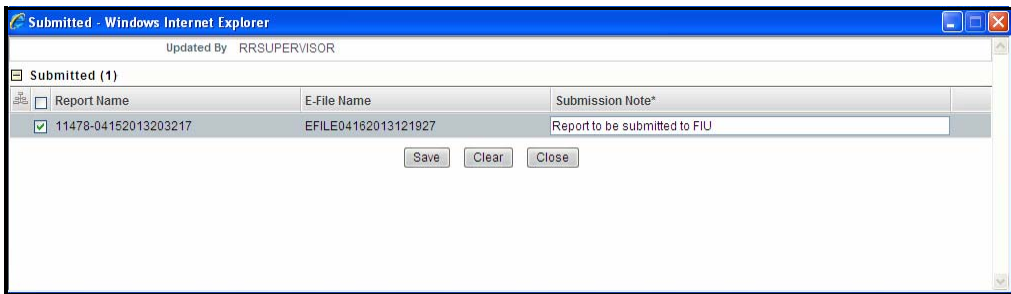 Submitted - Windows Internet Explorer
Updated By RRSUPERVISOR
Submitted (1)
Report Name E-File Name Submission Note*
11478-04152013203217 EFILE04162013121927 Report to be submitted to FIU
Save Clear Close